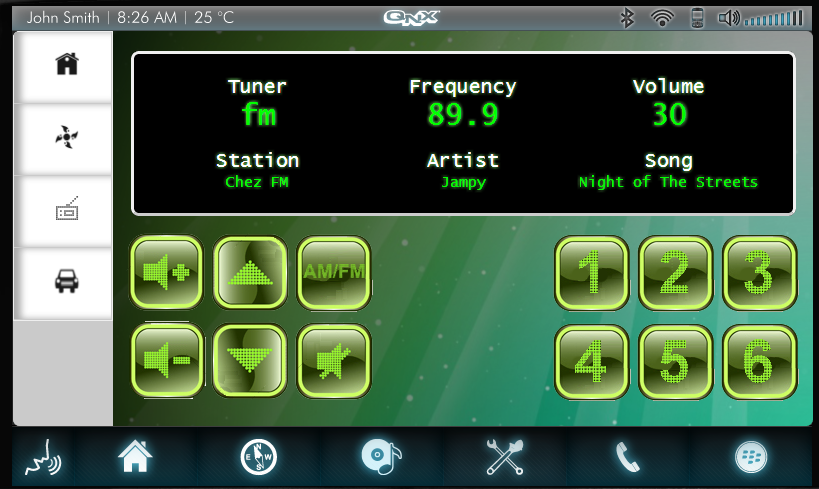 John Smith | 8:26 AM | 25 °C
QNX
Tuner Frequency Volume
fm 89.9 30
Station Artist Song
Chez FM Jampy Night of The Streets
AM/FM 1 2 3
4 5 6
N
W E
S